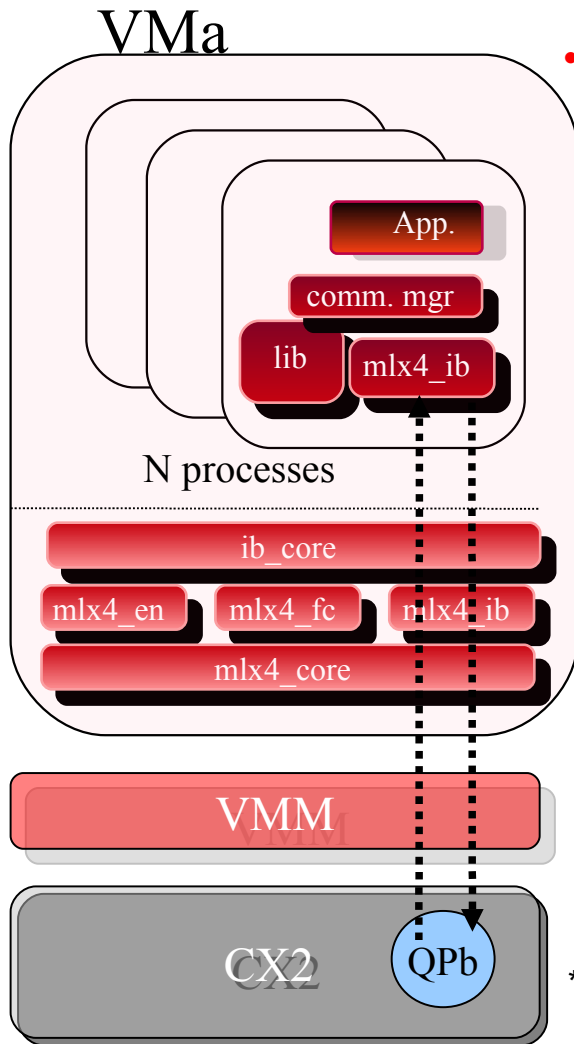 VMa
•
App.
comm. mgr
lib
mlx4_ib
N processes
ib_core
mlx4_en
mlx4_fc
mlx4_ib
mlx4_core
VMM
CX2
QPb
*